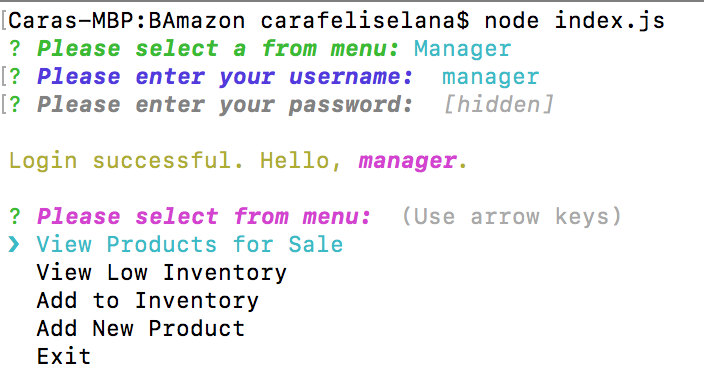 [Caras-MBP:BAmazon carafeliselana$ node index.js
? Please select a from menu: Manager
[? Please enter your username:  manager
[? Please enter your password:  [hidden]
Login successful. Hello, manager.
? Please select from menu:  (Use arrow keys)
❯ View Products for Sale
View Low Inventory
Add to Inventory
Add New Product
Exit